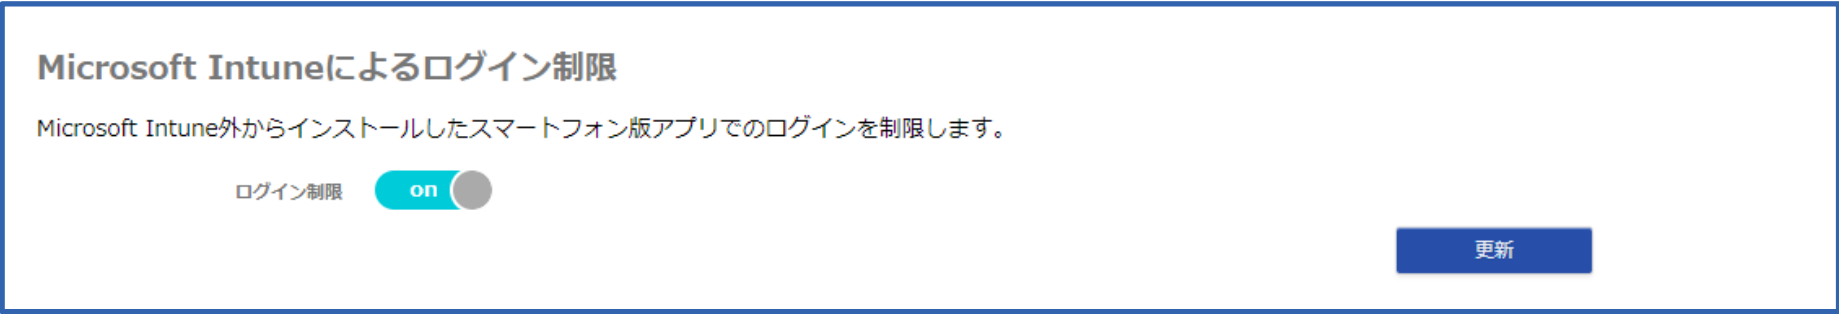 Microsoft Intuneによるログイン制限
Microsoft Intune外からインストールしたスマートフォン版アプリでのログインを制限します。
ログイン制限 on
更新